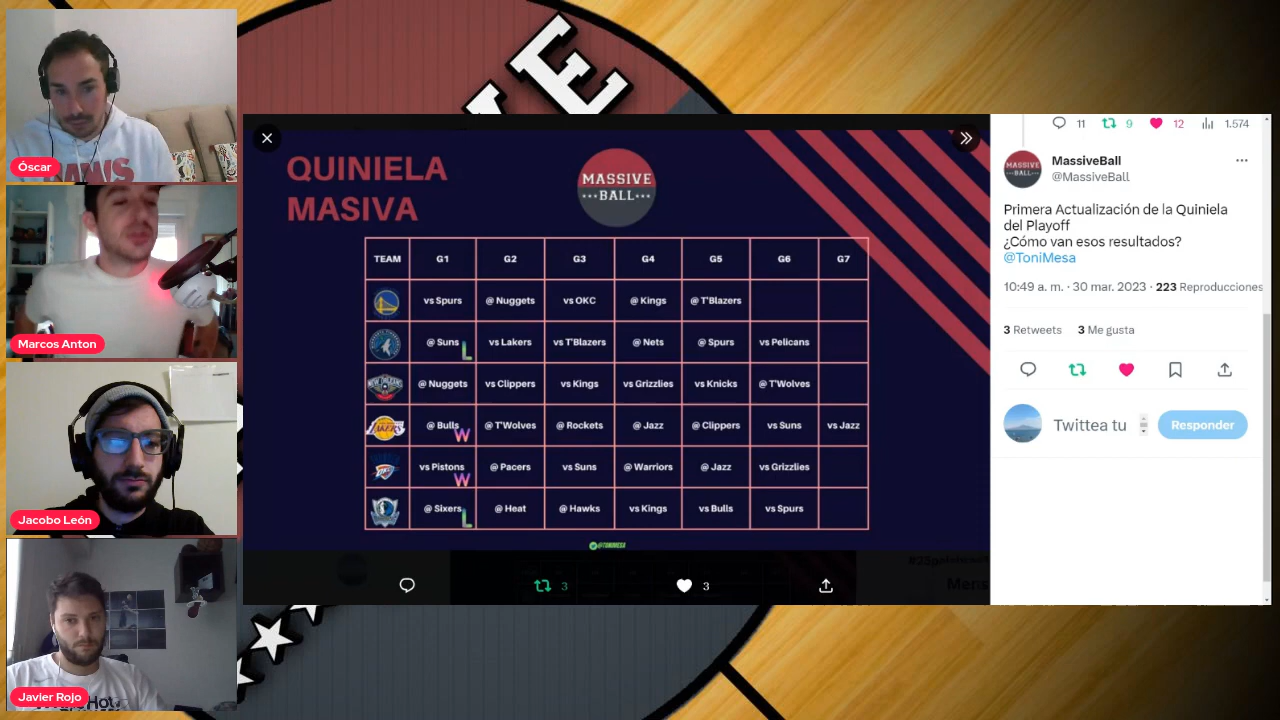 Óscar
Marcos Anton
Jacobo León
Javier Rojo
QUINIELA
MASIVA
MASSIVE
BALL
TEAM G1 G2 G3 G4 G5 G6 G7
vs Spurs @ Nuggets vs OKC @ Kings @ T'Blazers
@ Suns L vs Lakers vs T'Blazers @ Nets @ Spurs vs Pelicans
@ Nuggets vs Clippers vs Kings vs Grizzlies vs Knicks @ T'Wolves
LAKERS @ Bulls W @ T'Wolves @ Rockets @ Jazz @ Clippers vs Suns vs Jazz
vs Pistons W @ Pacers vs Suns @ Warriors @ Jazz vs Grizzlies
@ Sixers L @ Heat @ Hawks vs Kings vs Bulls vs Spurs
@TONIMESA
3 3
11 9 12 1.574
MASSIVE
BALL
MassiveBall
@MassiveBall
Primera Actualización de la Quiniela
del Playoff
¿Cómo van esos resultados?
@ToniMesa
10:49 a. m. · 30 mar. 2023 · 223 Reproducciones
3 Retweets 3 Me gusta
Twittea tu
Responder